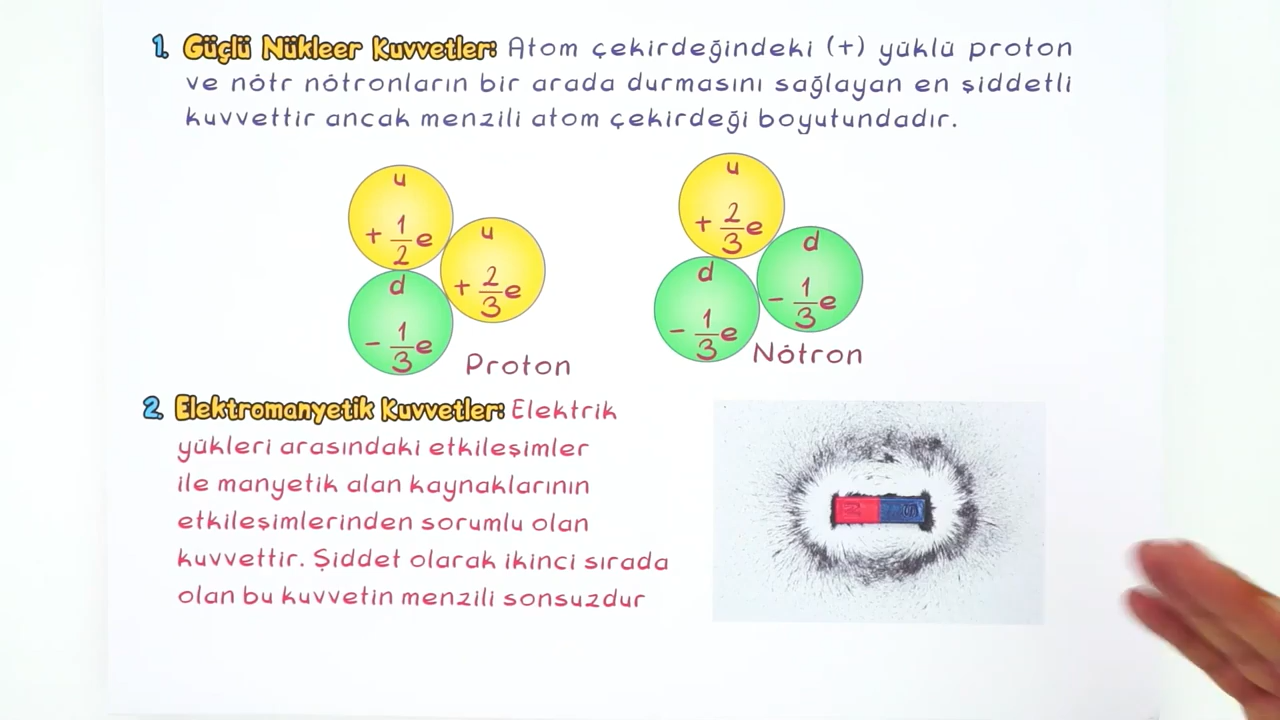 1. Güçlü Nükleer Kuvvetler: Atom çekirdeğindeki (+) yüklü proton
ve nötr nötronların bir arada durmasını sağlayan en şiddetli
kuvvettir ancak menzili atom çekirdeği boyutundadır.
u
+ 1/2 e
u
+ 2/3 e
d
- 1/3 e
Proton
u
+ 2/3 e
d
- 1/3 e
d
- 1/3 e
Nötron
2. Elektromanyetik Kuvvetler: Elektrik
yükleri arasındaki etkileşimler
ile manyetik alan kaynaklarının
etkileşimlerinden sorumlu olan
kuvvettir. Şiddet olarak ikinci sırada
olan bu kuvvetin menzili sonsuzdur